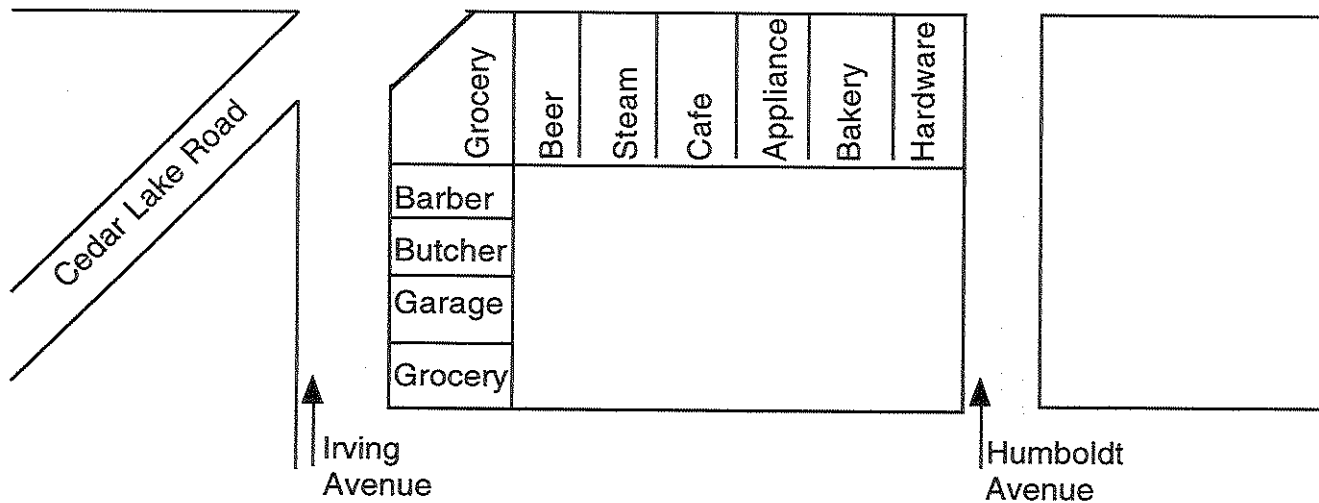 Cedar Lake Road
Grocery
Beer
Steam
Cafe
Appliance
Bakery
Hardware
Barber
Butcher
Garage
Grocery
Irving
Avenue
Humboldt
Avenue